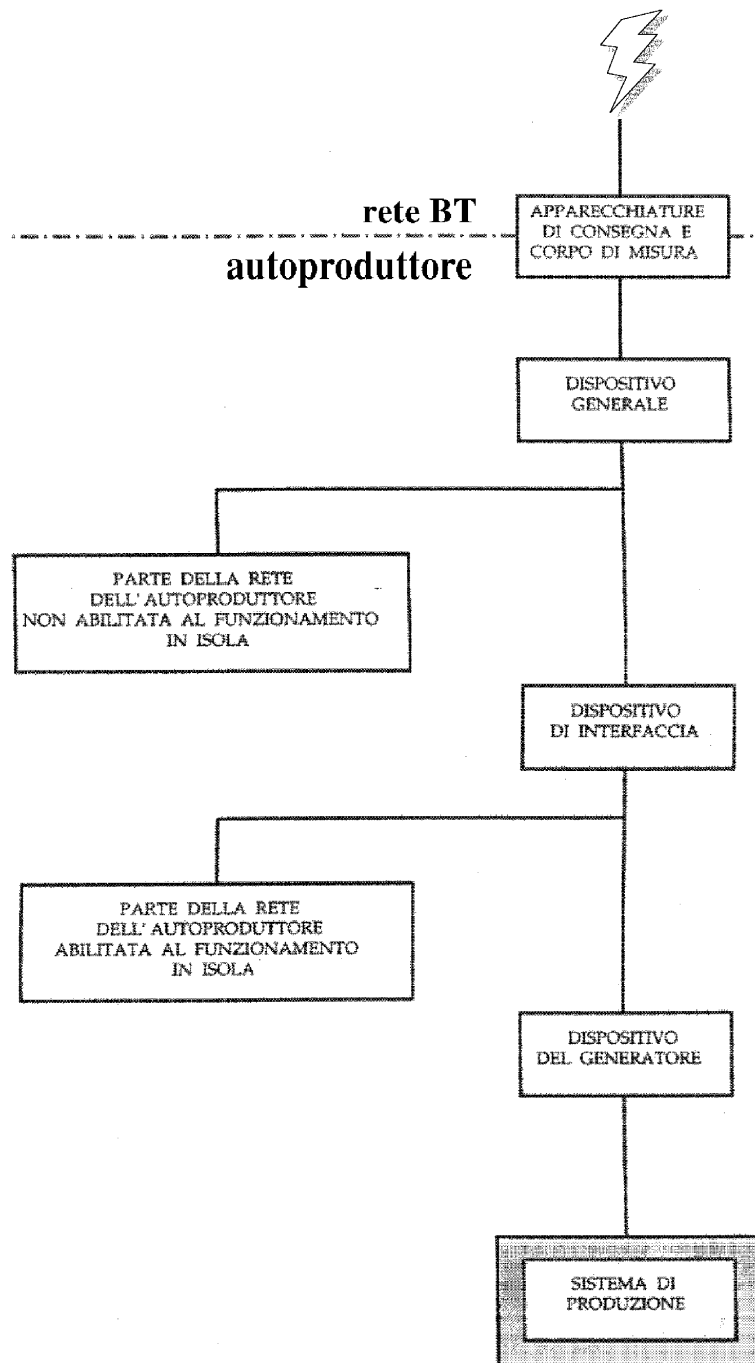 rete BT
autoproduttore
APPARECCHIATURE
DI CONSEGNA E
CORPO DI MISURA
DISPOSITIVO
GENERALE
PARTE DELLA RETE
DELL'AUTOPRODUTTORE
NON ABILITATA AL FUNZIONAMENTO
IN ISOLA
DISPOSITIVO
DI INTERFACCIA
PARTE DELLA RETE
DELL'AUTOPRODUTTORE
ABILITATA AL FUNZIONAMENTO
IN ISOLA
DISPOSITIVO
DEL GENERATORE
SISTEMA DI
PRODUZIONE